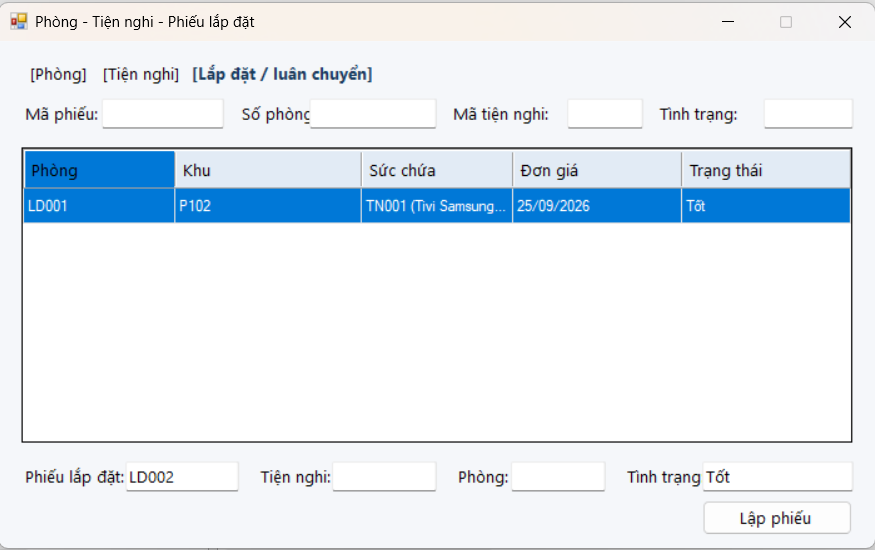 Phòng - Tiện nghi - Phiếu lắp đặt
[Phòng] [Tiện nghi] [Lắp đặt / luân chuyển]
Mã phiếu: Số phòng Mã tiện nghi: Tình trạng:
Phòng Khu Sức chứa Đơn giá Trạng thái
LD001 P102 TN001 (Tivi Samsung... 25/09/2026 Tốt
Phiếu lắp đặt: LD002 Tiện nghi: Phòng: Tình trạng Tốt
Lập phiếu